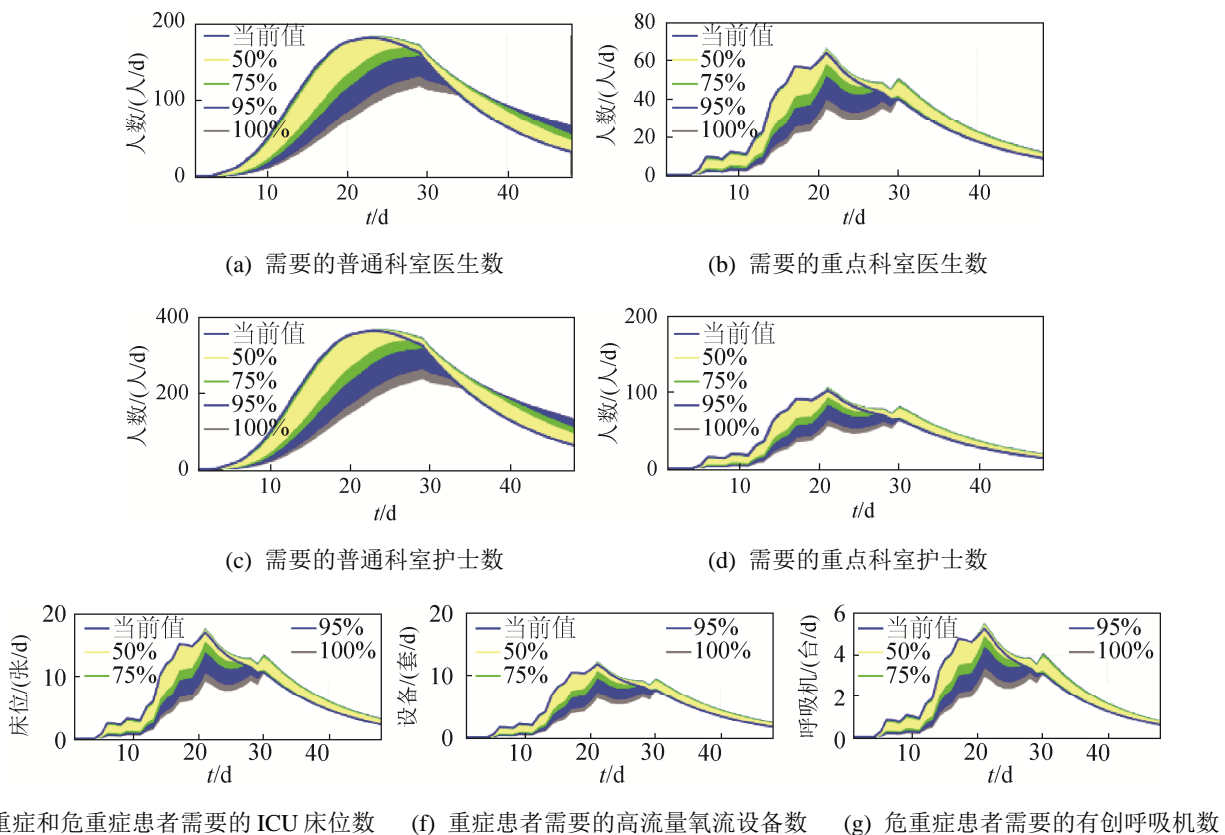 200
100
0
人数/(人/d)
当前值
50%
75%
95%
100%
10 20 30 40
t/d
(a) 需要的普通科室医生数
80
60
40
20
0
人数/(人/d)
当前值
50%
75%
95%
100%
10 20 30 40
t/d
(b) 需要的重点科室医生数
400
200
0
人数/(人/d)
当前值
50%
75%
95%
100%
10 20 30 40
t/d
(c) 需要的普通科室护士数
200
100
0
人数/(人/d)
当前值
50%
75%
95%
100%
10 20 30 40
t/d
(d) 需要的重点科室护士数
20
10
0
床位/(张/d)
当前值 95%
50% 100%
75%
10 20 30 40
t/d
重症和危重症患者需要的 ICU 床位数
20
10
0
设备/(套/d)
当前值 95%
50% 100%
75%
10 20 30 40
t/d
(f) 重症患者需要的高流量氧流设备数
6
4
2
0
呼吸机/(台/d)
当前值 95%
50% 100%
75%
10 20 30 40
t/d
(g) 危重症患者需要的有创呼吸机数